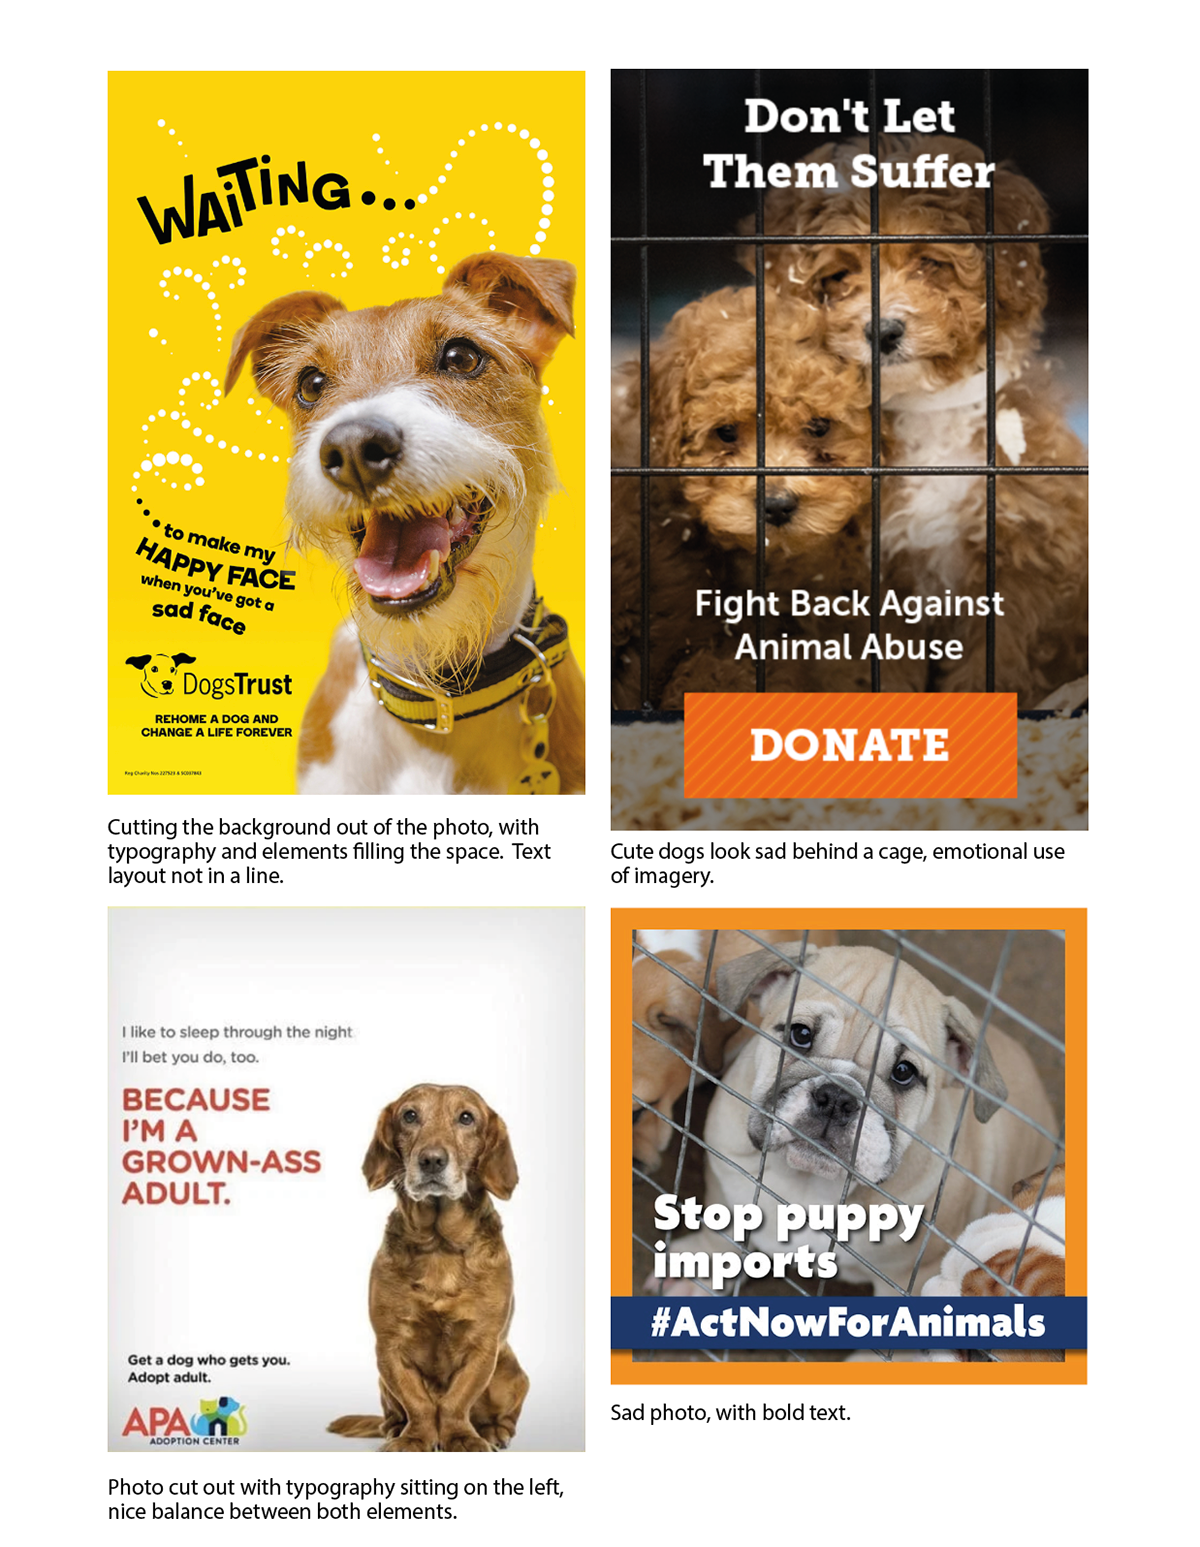 WAiTiNG...
...to make my
HAPPY FACE
when you've got a
sad face
DogsTrust
REHOME A DOG AND
CHANGE A LIFE FOREVER
Reg Charity Nos 227523 & SC037843
Cutting the background out of the photo, with
typography and elements filling the space.  Text
layout not in a line.
Don't Let
Them Suffer
Fight Back Against
Animal Abuse
DONATE
Cute dogs look sad behind a cage, emotional use
of imagery.
I like to sleep through the night
I'll bet you do, too.
BECAUSE
I'M A
GROWN-ASS
ADULT.
Get a dog who gets you.
Adopt adult.
APA
ADOPTION CENTER
Photo cut out with typography sitting on the left,
nice balance between both elements.
Stop puppy
imports
#ActNowForAnimals
Sad photo, with bold text.